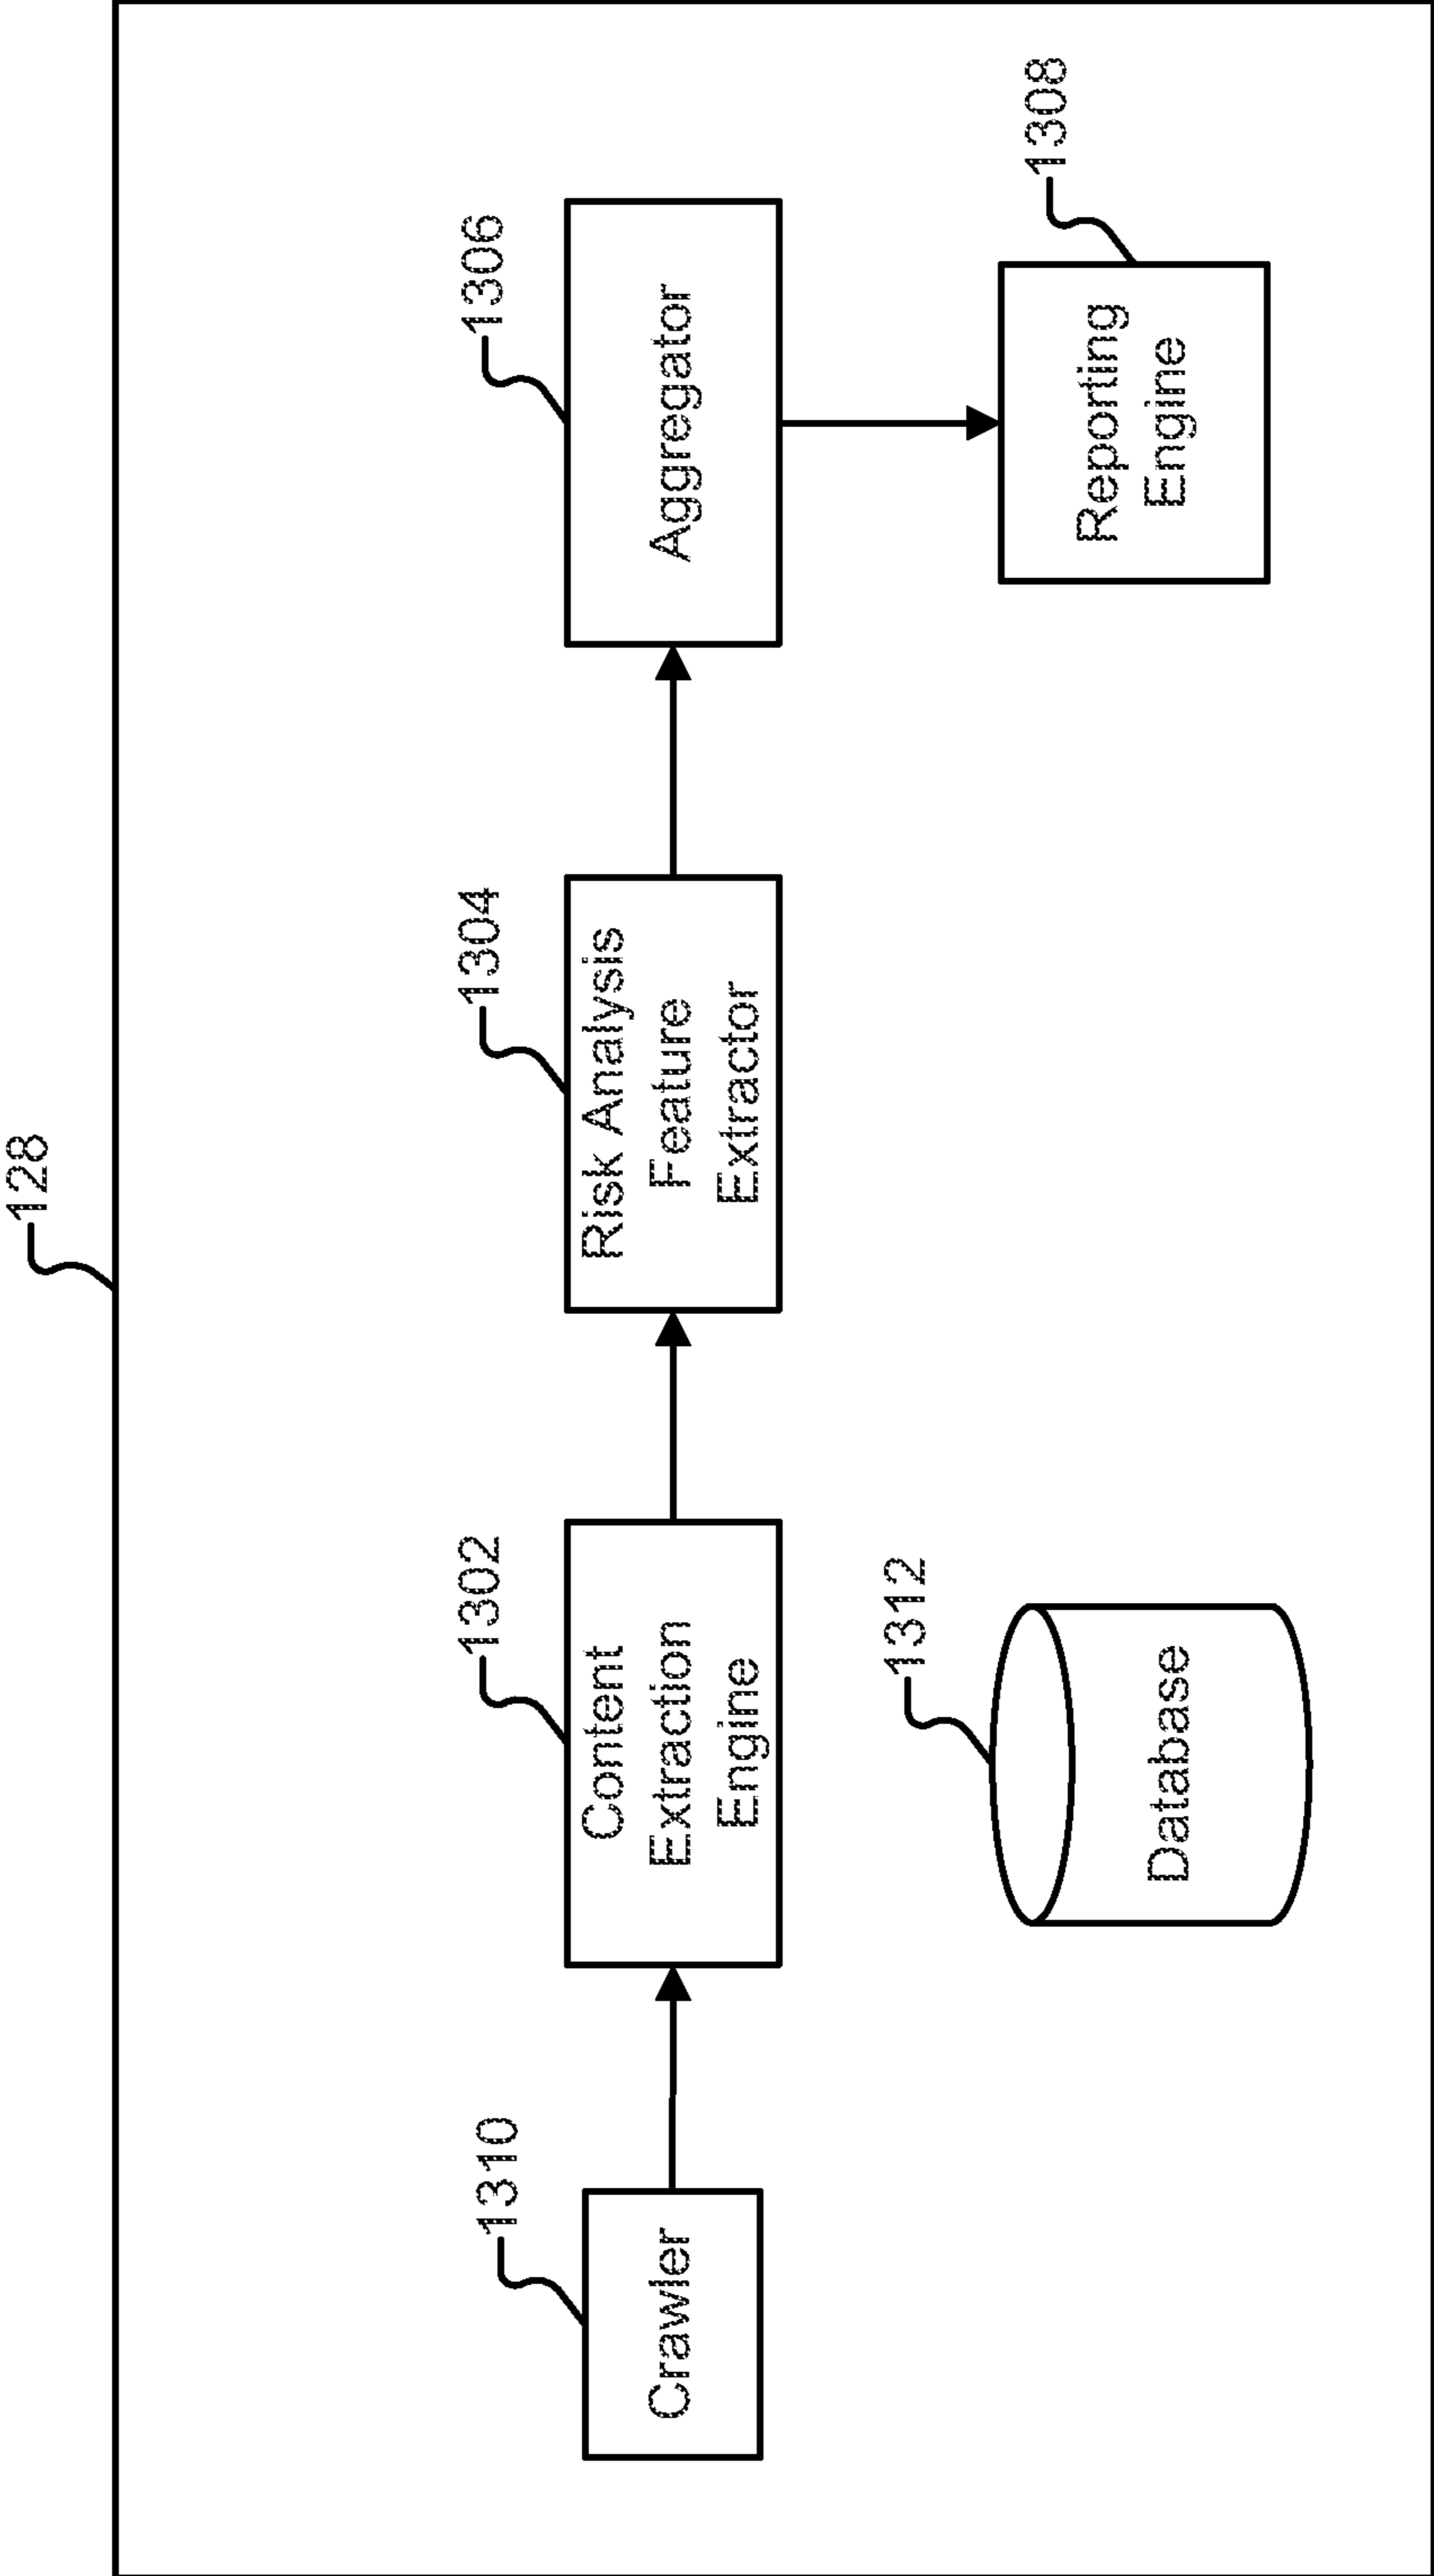 128
1310
Crawler
1302
Content
Extraction
Engine
1304
Risk Analysis
Feature
Extractor
1306
Aggregator
1312
Database
1308
Reporting
Engine